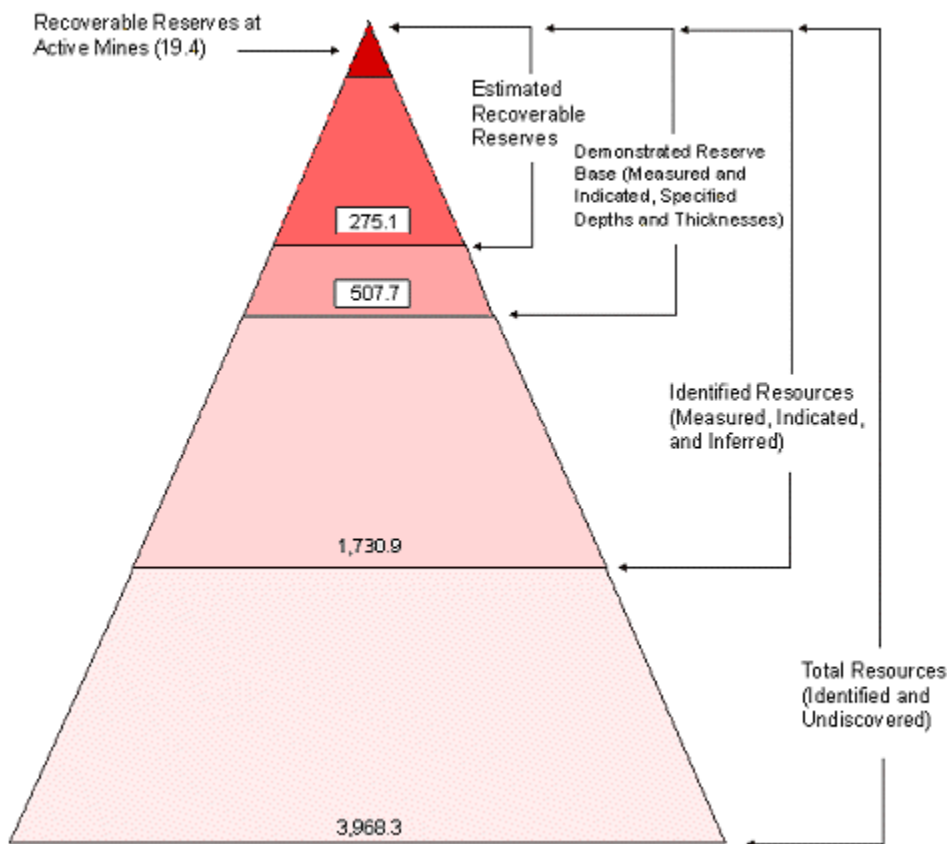 Recoverable Reserves at
Active Mines (19.4)
Estimated
Recoverable
Reserves
Demonstrated Reserve
Base (Measured and
Indicated, Specified
Depths and Thicknesses)
275.1
507.7
Identified Resources
(Measured, Indicated,
and Inferred)
1,730.9
Total Resources
(Identified and
Undiscovered)
3,968.3